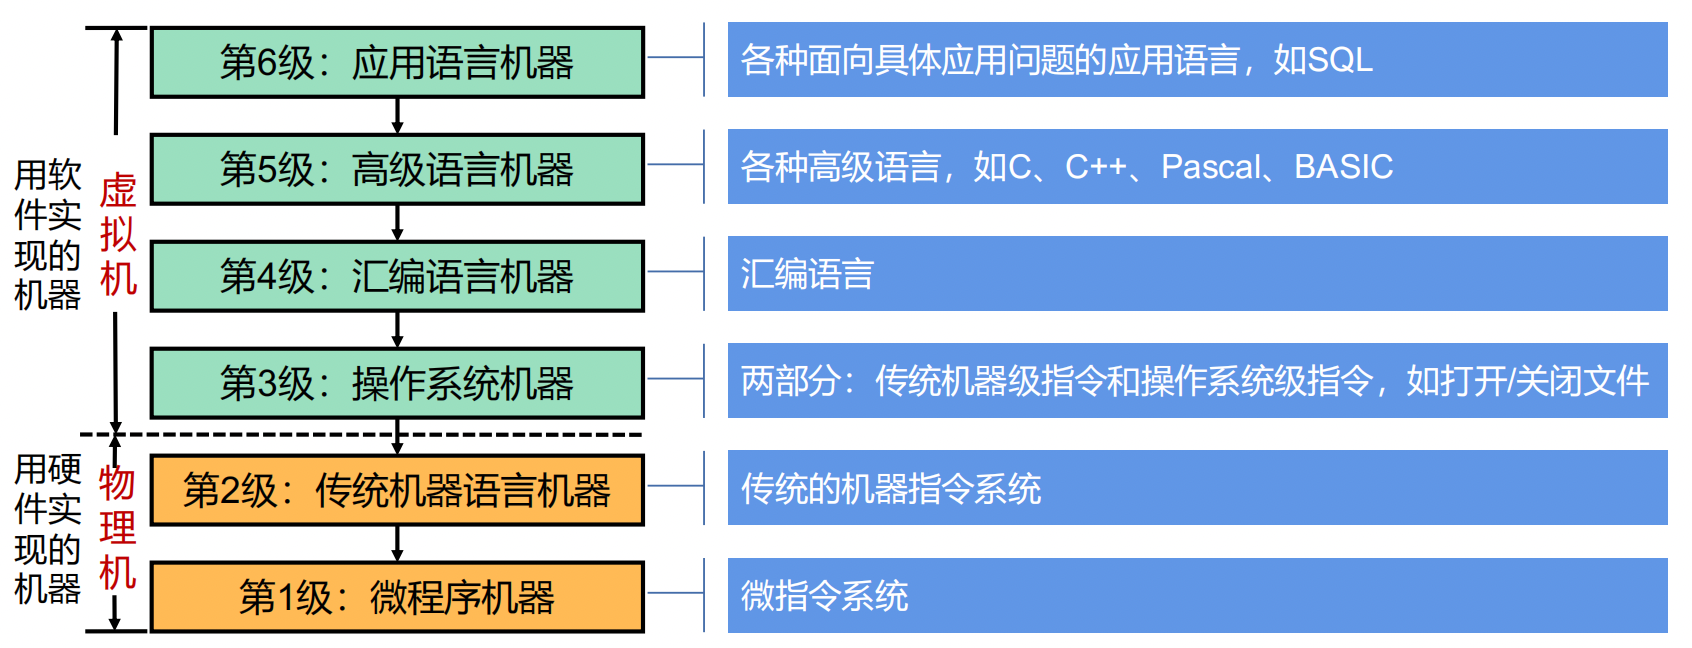 第6级：应用语言机器
各种面向具体应用问题的应用语言，如SQL
第5级：高级语言机器
各种高级语言，如C、C++、Pascal、BASIC
用软
件实
现的
机器
虚
拟
机
第4级：汇编语言机器
汇编语言
第3级：操作系统机器
两部分：传统机器级指令和操作系统级指令，如打开/关闭文件
用硬
件实
现的
机器
物
理
机
第2级：传统机器语言机器
传统的机器指令系统
第1级：微程序机器
微指令系统